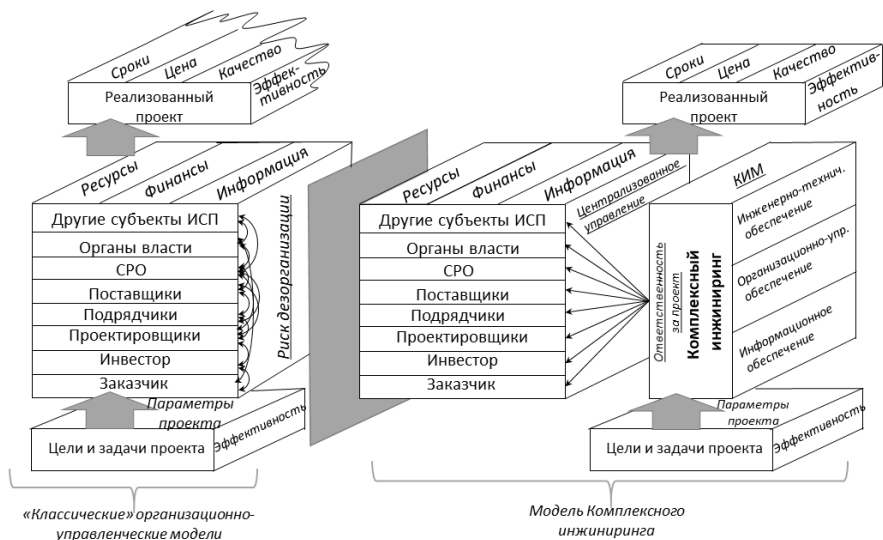 Сроки
Цена
Качество
Эффек-
тивность
Реализованный
проект
Ресурсы
Финансы
Информация
Другие субъекты ИСП
Органы власти
СРО
Поставщики
Подрядчики
Проектировщики
Инвестор
Заказчик
Риск дезорганизации
Параметры
проекта
Цели и задачи проекта
Эффективность
«Классические» организационно-
управленческие модели
Сроки
Цена
Качество
Эффектив-
ность
Реализованный
проект
Ресурсы
Финансы
Информация
Централизованное
управление
Другие субъекты ИСП
Органы власти
СРО
Поставщики
Подрядчики
Проектировщики
Инвестор
Заказчик
Ответственность
за проект
Комплексный
инжиниринг
КИМ
Инженерно-технич.
обеспечение
Организационно-упр.
обеспечение
Информационное
обеспечение
Параметры
проекта
Цели и задачи проекта
Эффективность
Модель Комплексного
инжиниринга